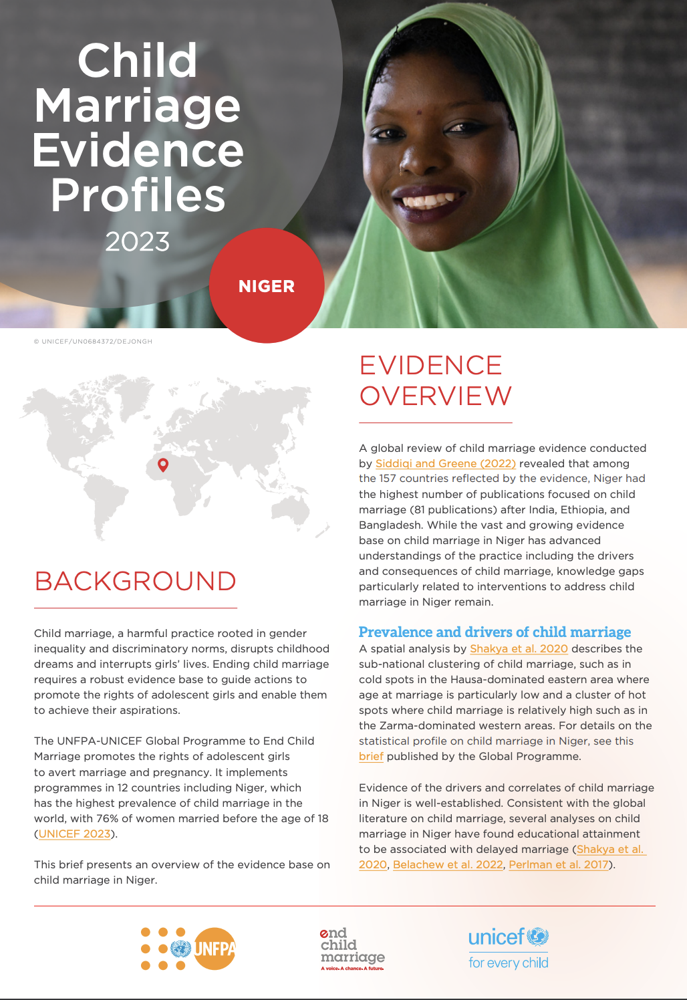 Child
Marriage
Evidence
Profiles
2023
NIGER
© UNICEF/UN0684372/DEJONGH
BACKGROUND
Child marriage, a harmful practice rooted in gender
inequality and discriminatory norms, disrupts childhood
dreams and interrupts girls’ lives. Ending child marriage
requires a robust evidence base to guide actions to
promote the rights of adolescent girls and enable them
to achieve their aspirations.
The UNFPA-UNICEF Global Programme to End Child
Marriage promotes the rights of adolescent girls
to avert marriage and pregnancy. It implements
programmes in 12 countries including Niger, which
has the highest prevalence of child marriage in the
world, with 76% of women married before the age of 18
(UNICEF 2023).
This brief presents an overview of the evidence base on
child marriage in Niger.
EVIDENCE
OVERVIEW
A global review of child marriage evidence conducted
by Siddiqi and Greene (2022) revealed that among
the 157 countries reflected by the evidence, Niger had
the highest number of publications focused on child
marriage (81 publications) after India, Ethiopia, and
Bangladesh. While the vast and growing evidence
base on child marriage in Niger has advanced
understandings of the practice including the drivers
and consequences of child marriage, knowledge gaps
particularly related to interventions to address child
marriage in Niger remain.
Prevalence and drivers of child marriage
A spatial analysis by Shakya et al. 2020 describes the
sub-national clustering of child marriage, such as in
cold spots in the Hausa-dominated eastern area where
age at marriage is particularly low and a cluster of hot
spots where child marriage is relatively high such as in
the Zarma-dominated western areas. For details on the
statistical profile on child marriage in Niger, see this
brief published by the Global Programme.
Evidence of the drivers and correlates of child marriage
in Niger is well-established. Consistent with the global
literature on child marriage, several analyses on child
marriage in Niger have found educational attainment
to be associated with delayed marriage (Shakya et al.
2020, Belachew et al. 2022, Perlman et al. 2017).
UNFPA
end
child
marriage
A voice. A chance. A future.
unicef
for every child